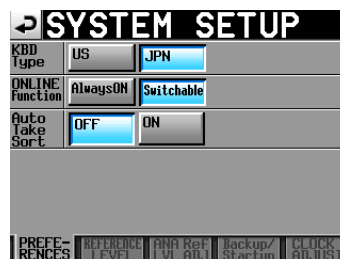 SYSTEM SETUP
KBD Type US JPN
ONLINE Function AlwaysON Switchable
Auto Take Sort OFF ON
PREFE- REFERENCE ANA Ref Backup/ CLOCK
RENCES LEVEL LVL ADJ Startup ADJUST